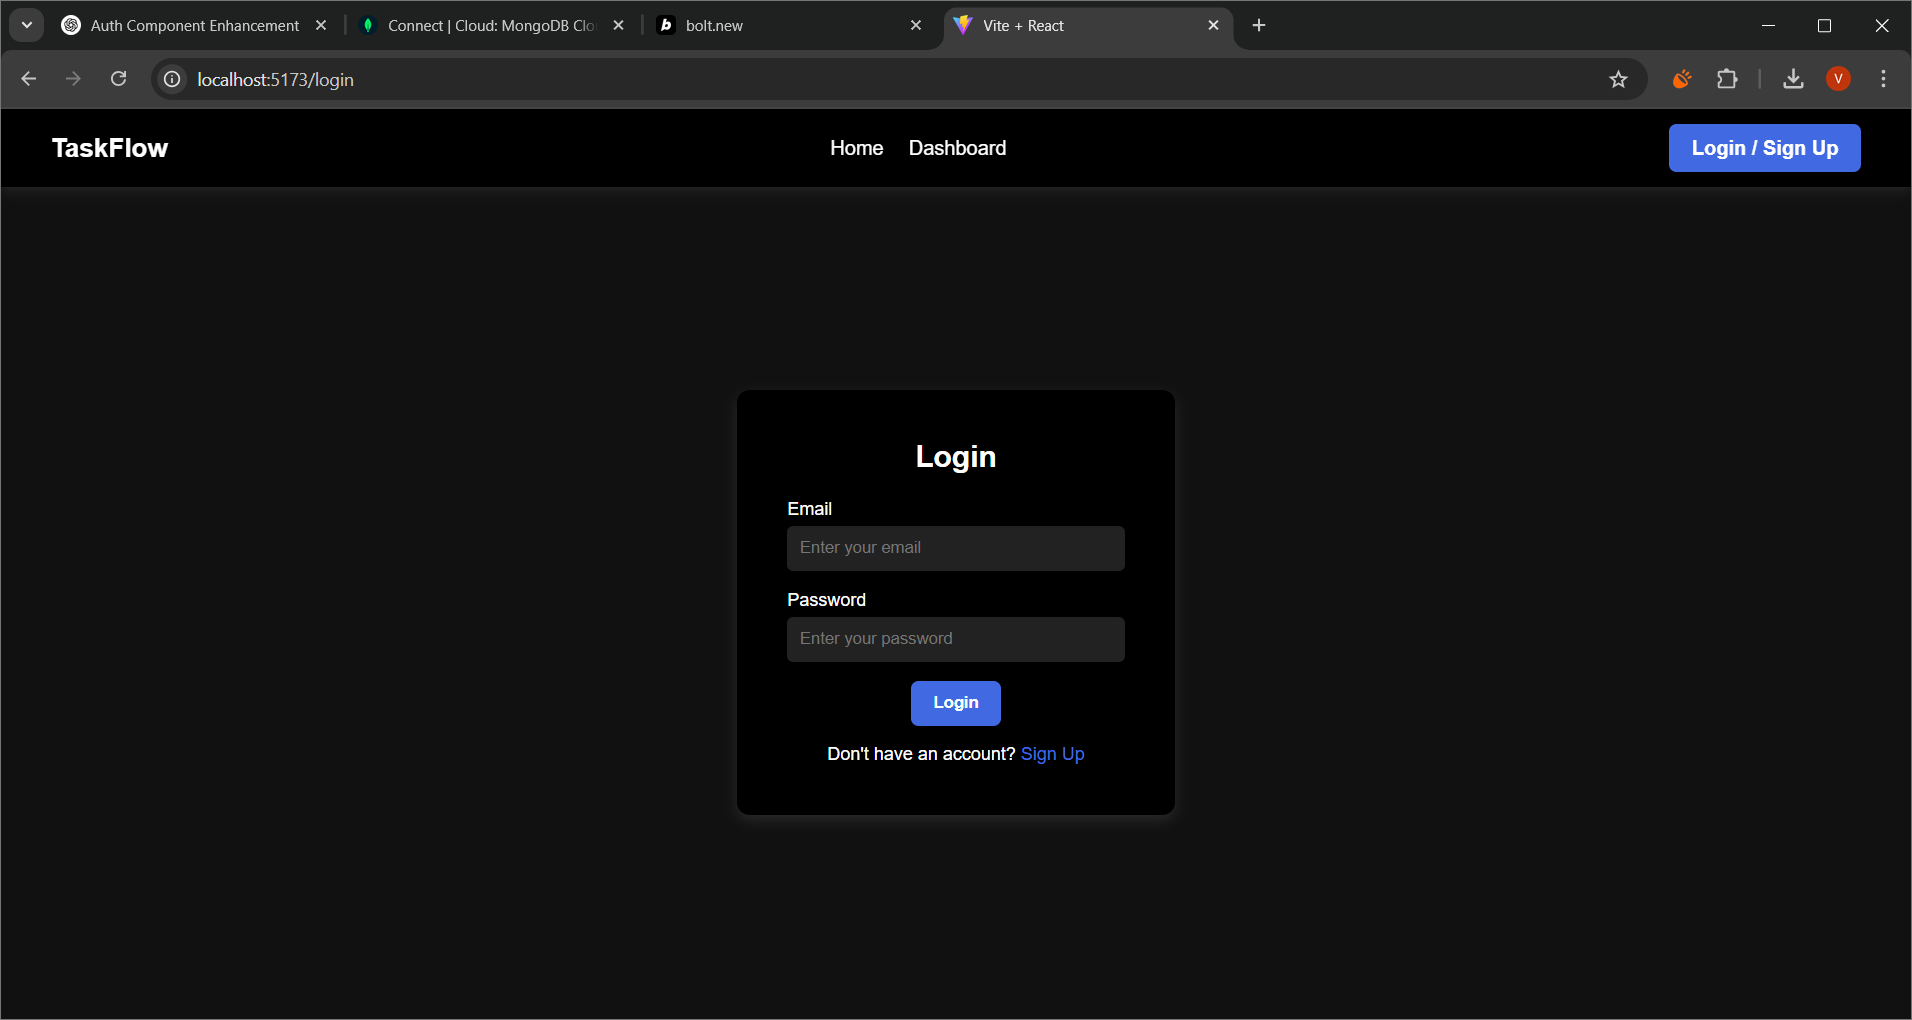 Auth Component Enhancement
Connect | Cloud: MongoDB Clo
bolt.new
Vite + React
localhost:5173/login
V
TaskFlow
Home
Dashboard
Login / Sign Up
Login
Email
Enter your email
Password
Enter your password
Login
Don't have an account? Sign Up